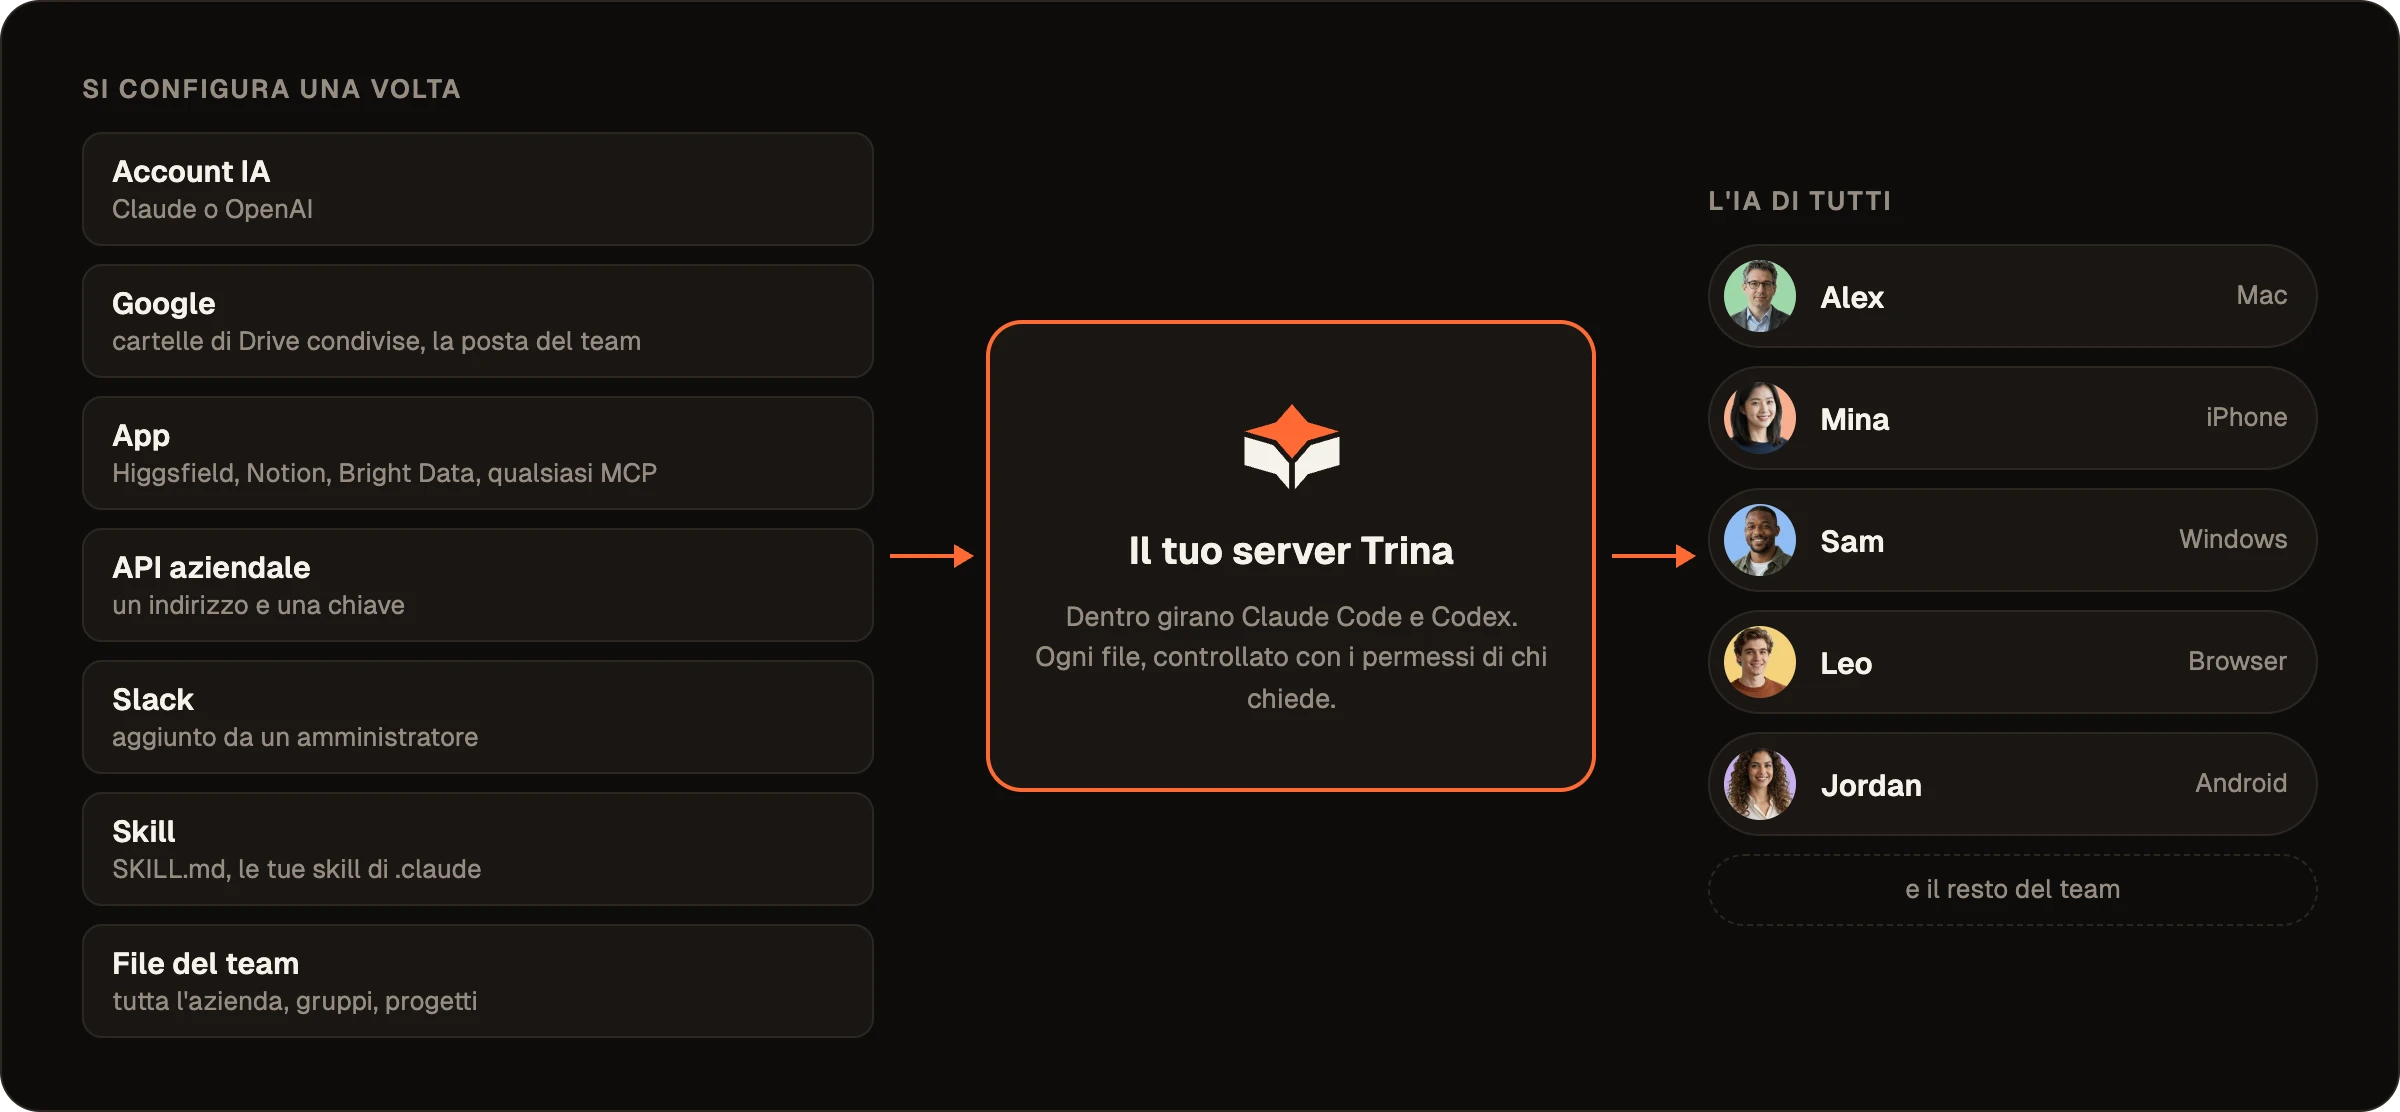 SI CONFIGURA UNA VOLTA
Account IA
Claude o OpenAI
Google
cartelle di Drive condivise, la posta del team
App
Higgsfield, Notion, Bright Data, qualsiasi MCP
API aziendale
un indirizzo e una chiave
Slack
aggiunto da un amministratore
Skill
SKILL.md, le tue skill di .claude
File del team
tutta l'azienda, gruppi, progetti
Il tuo server Trina
Dentro girano Claude Code e Codex.
Ogni file, controllato con i permessi di chi
chiede.
L'IA DI TUTTI
Alex Mac
Mina iPhone
Sam Windows
Leo Browser
Jordan Android
e il resto del team